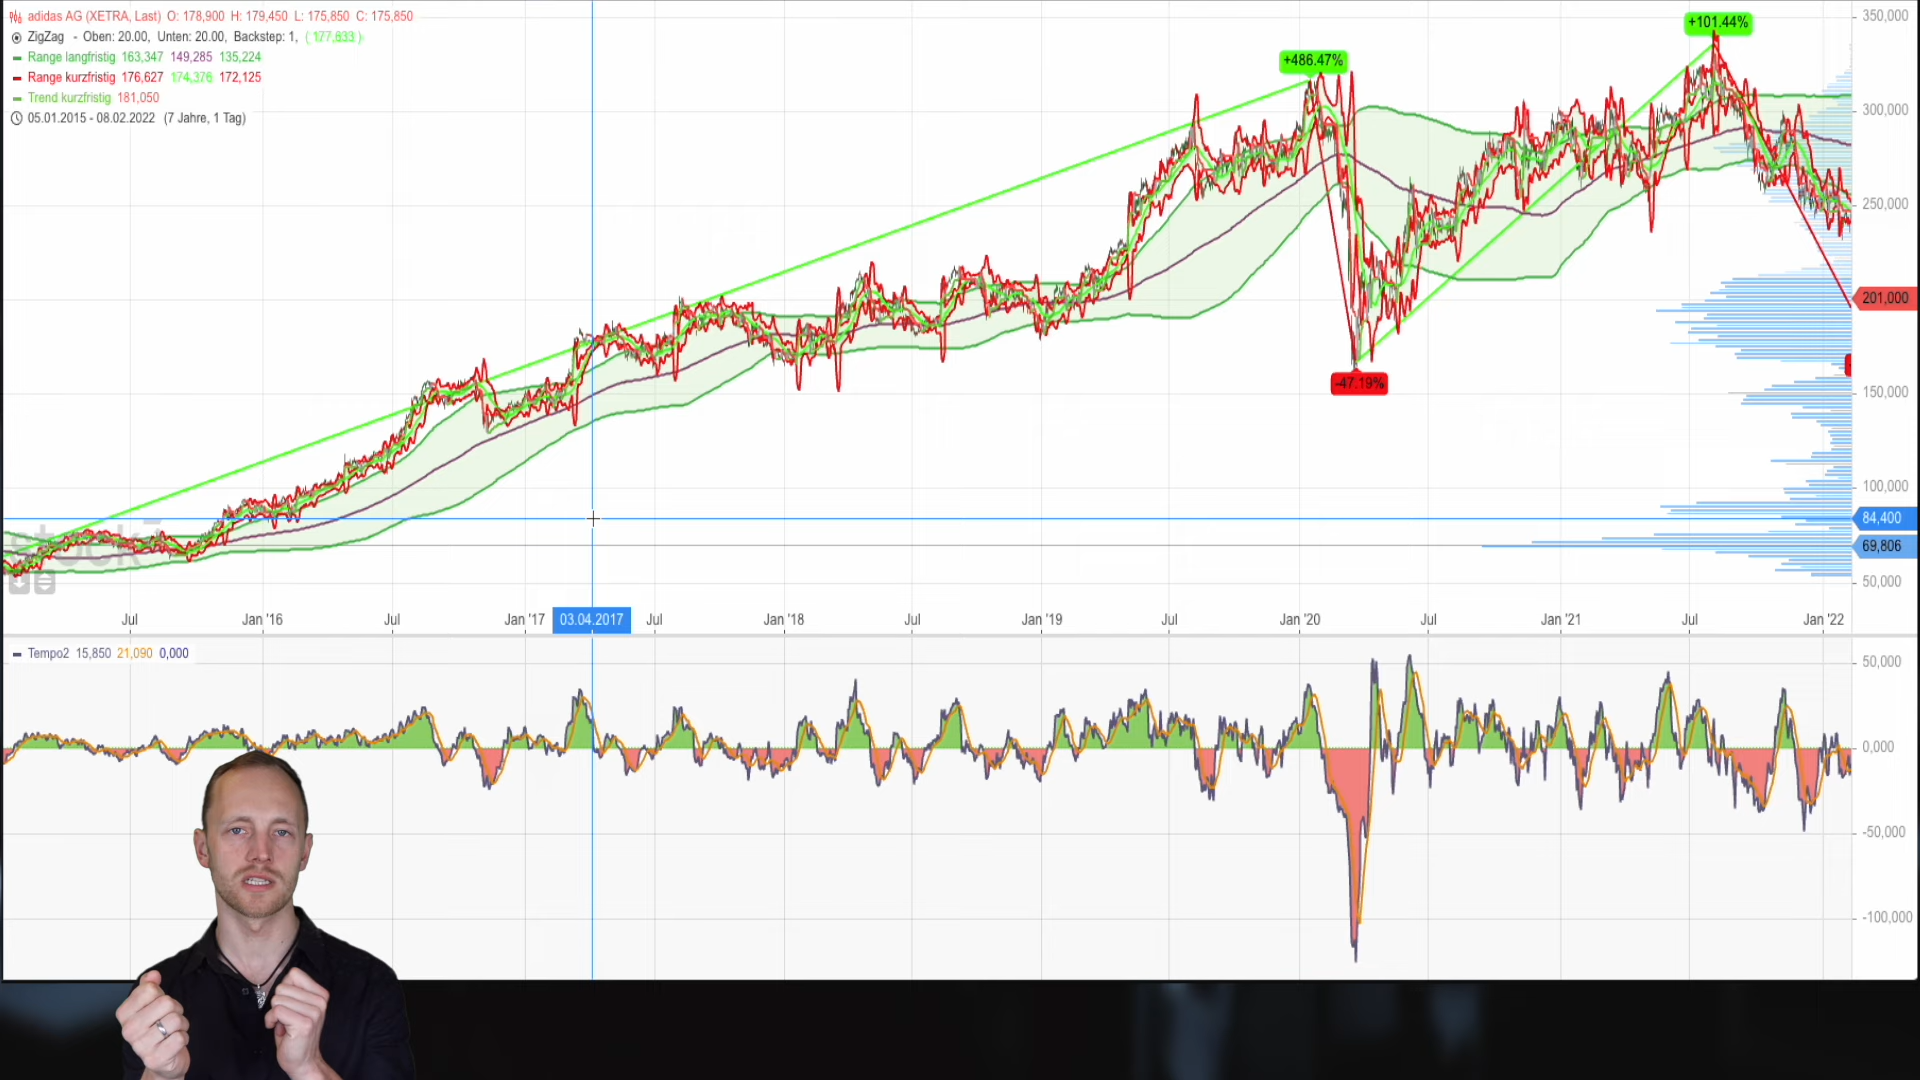 adidas AG (XETRA, Last) O: 178,900 H: 179,450 L: 175,850 C: 175,850
ZigZag - Oben: 20.00, Unten: 20.00, Backstep: 1, ( 177,633 )
Range langfristig 163,347 149,285 135,224
Range kurzfristig 176,627 174,376 172,125
Trend kurzfristig 181,050
05.01.2015 - 08.02.2022 (7 Jahre, 1 Tag)
+486.47%
+101.44%
-47.19%
350,000
300,000
250,000
201,000
150,000
100,000
84,400
69,806
50,000
stock
Jul Jan '16 Jul Jan '17 03.04.2017 Jul Jan '18 Jul Jan '19 Jul Jan '20 Jul Jan '21 Jul Jan '22
Tempo2 15,850 21,090 0,000
50,000
0,000
-50,000
-100,000